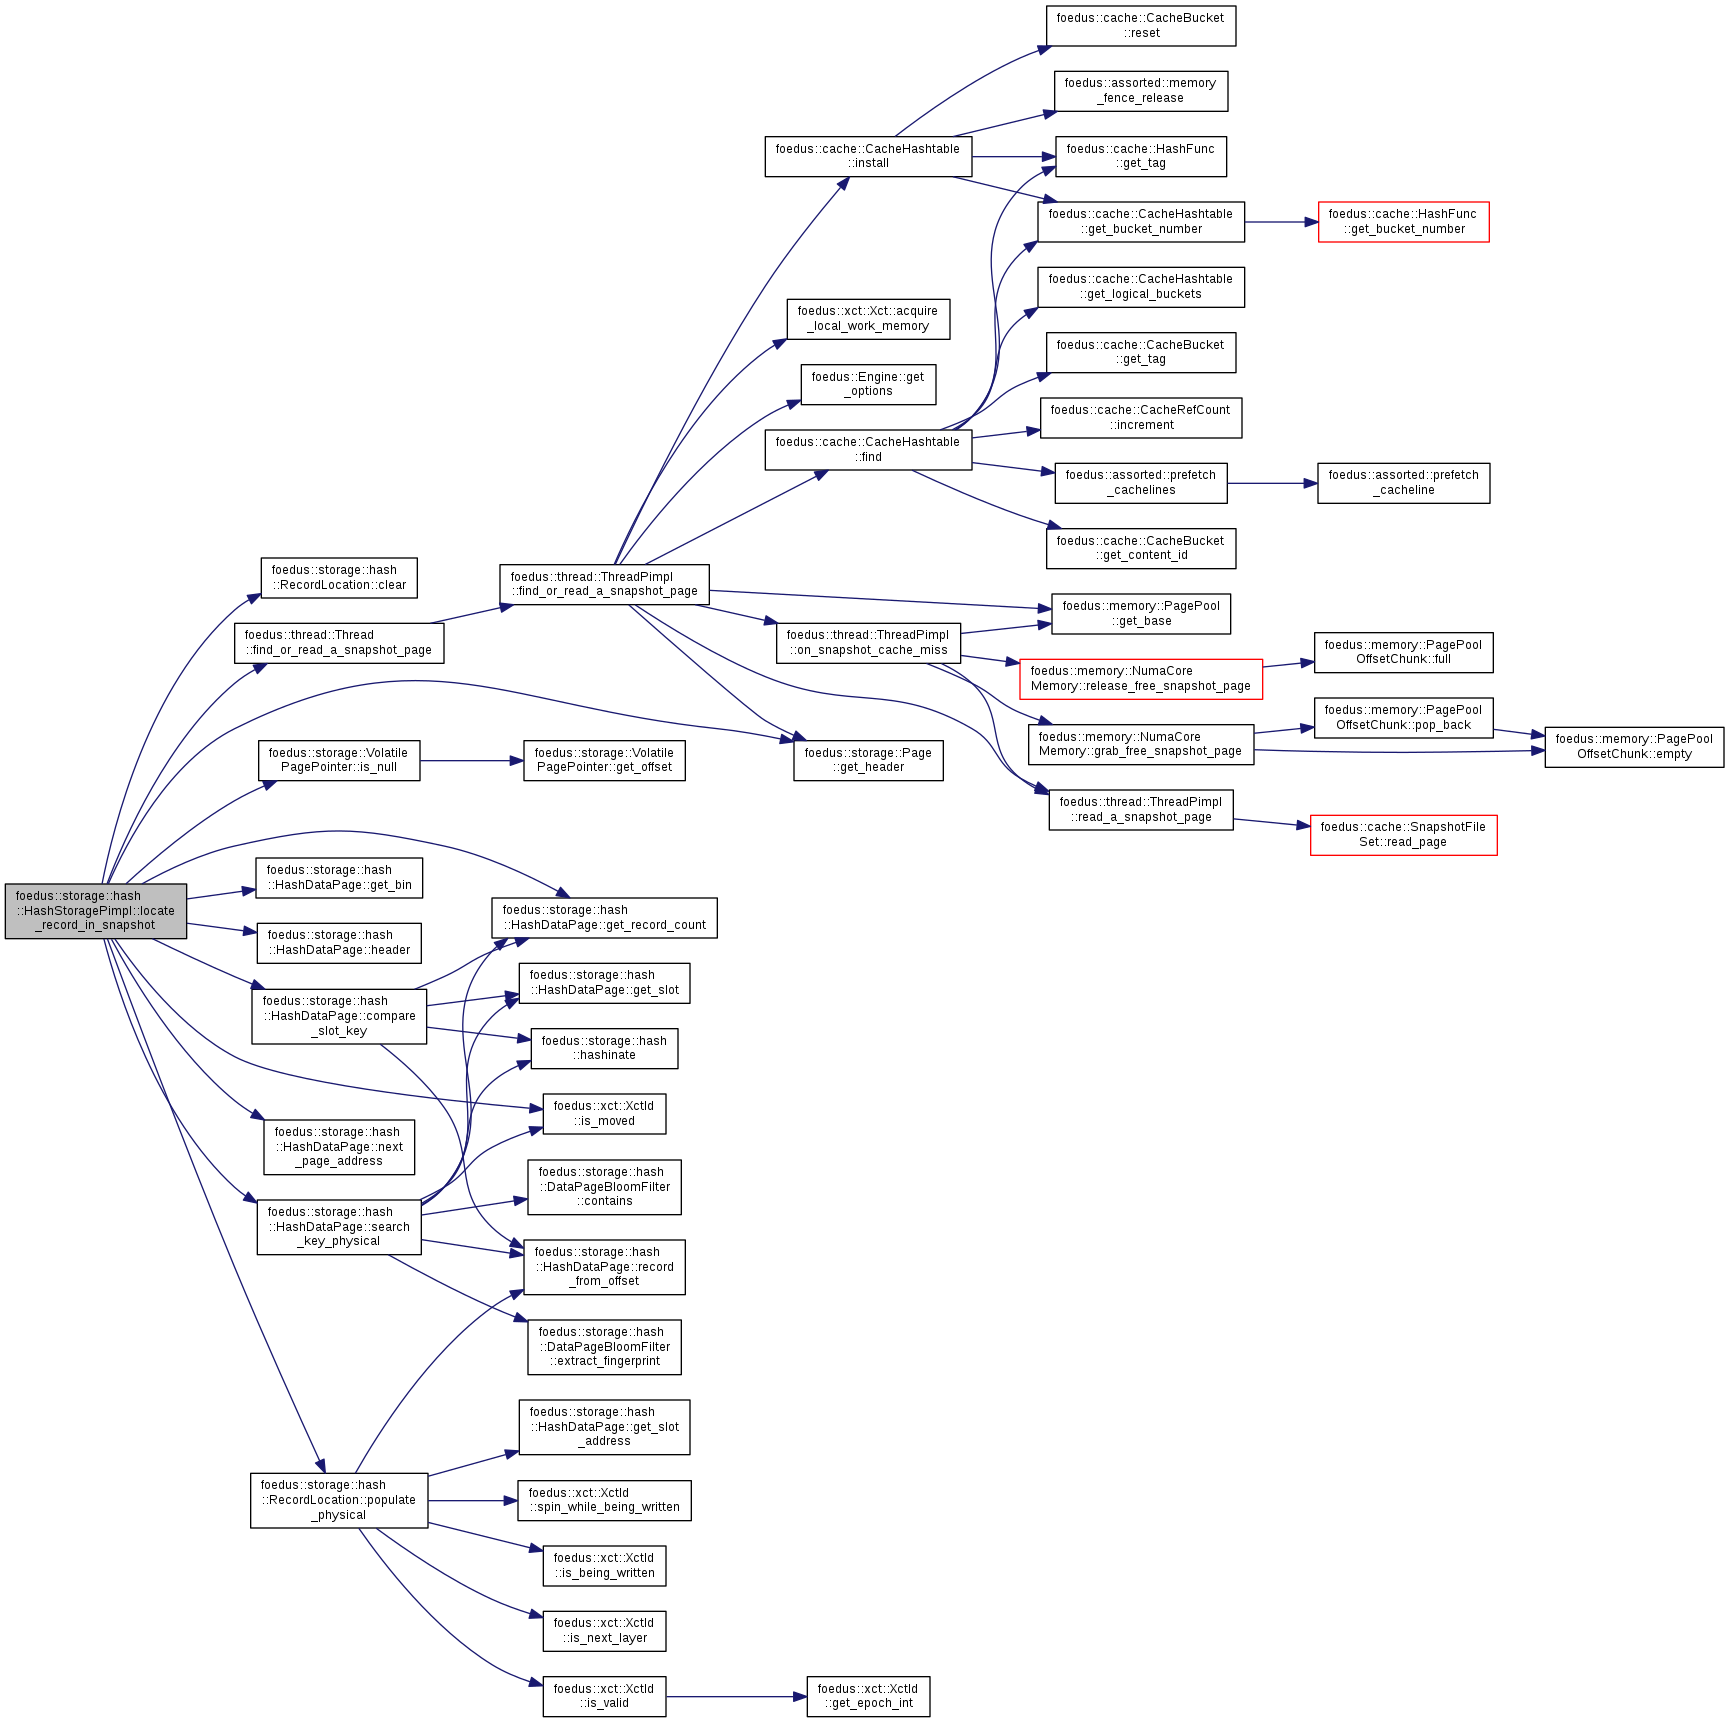 foedus::cache::CacheBucket
::reset
foedus::assorted::memory
_fence_release
foedus::cache::CacheHashtable
::install
foedus::cache::HashFunc
::get_tag
foedus::cache::CacheHashtable
::get_bucket_number
foedus::cache::HashFunc
::get_bucket_number
foedus::cache::CacheHashtable
::get_logical_buckets
foedus::xct::Xct::acquire
_local_work_memory
foedus::cache::CacheBucket
::get_tag
foedus::Engine::get
_options
foedus::cache::CacheRefCount
::increment
foedus::cache::CacheHashtable
::find
foedus::assorted::prefetch
_cachelines
foedus::assorted::prefetch
_cacheline
foedus::cache::CacheBucket
::get_content_id
foedus::storage::hash
::RecordLocation::clear
foedus::thread::ThreadPimpl
::find_or_read_a_snapshot_page
foedus::memory::PagePool
::get_base
foedus::thread::Thread
::find_or_read_a_snapshot_page
foedus::thread::ThreadPimpl
::on_snapshot_cache_miss
foedus::memory::PagePool
OffsetChunk::full
foedus::memory::NumaCore
Memory::release_free_snapshot_page
foedus::memory::PagePool
OffsetChunk::pop_back
foedus::memory::NumaCore
Memory::grab_free_snapshot_page
foedus::memory::PagePool
OffsetChunk::empty
foedus::storage::Volatile
PagePointer::is_null
foedus::storage::Volatile
PagePointer::get_offset
foedus::storage::Page
::get_header
foedus::thread::ThreadPimpl
::read_a_snapshot_page
foedus::cache::SnapshotFile
Set::read_page
foedus::storage::hash
::HashDataPage::get_bin
foedus::storage::hash
::HashStoragePimpl::locate
_record_in_snapshot
foedus::storage::hash
::HashDataPage::get_record_count
foedus::storage::hash
::HashDataPage::header
foedus::storage::hash
::HashDataPage::get_slot
foedus::storage::hash
::HashDataPage::compare
_slot_key
foedus::storage::hash
::hashinate
foedus::xct::XctId
::is_moved
foedus::storage::hash
::HashDataPage::next
_page_address
foedus::storage::hash
::DataPageBloomFilter
::contains
foedus::storage::hash
::HashDataPage::search
_key_physical
foedus::storage::hash
::HashDataPage::record
_from_offset
foedus::storage::hash
::DataPageBloomFilter
::extract_fingerprint
foedus::storage::hash
::HashDataPage::get_slot
_address
foedus::storage::hash
::RecordLocation::populate
_physical
foedus::xct::XctId
::spin_while_being_written
foedus::xct::XctId
::is_being_written
foedus::xct::XctId
::is_next_layer
foedus::xct::XctId
::is_valid
foedus::xct::XctId
::get_epoch_int